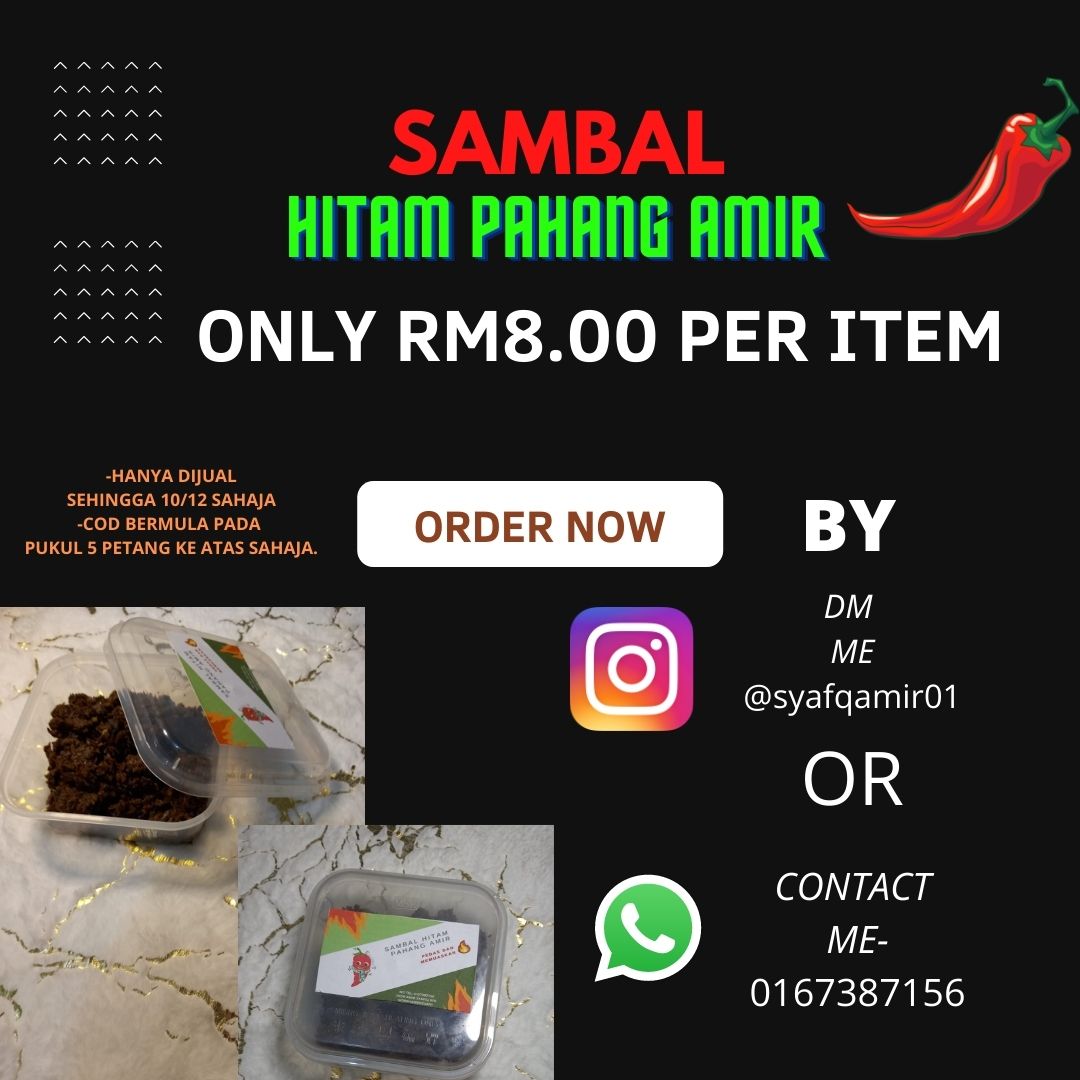 SAMBAL
HITAM PAHANG AMIR
ONLY RM8.00 PER ITEM
-HANYA DIJUAL
SEHINGGA 10/12 SAHAJA
-COD BERMULA PADA
PUKUL 5 PETANG KE ATAS SAHAJA.
ORDER NOW
BY
DM
ME
@syafqamir01
OR
CONTACT
ME-
0167387156
SAMBAL HITAM
PAHANG AMIR
PEDAS DAN